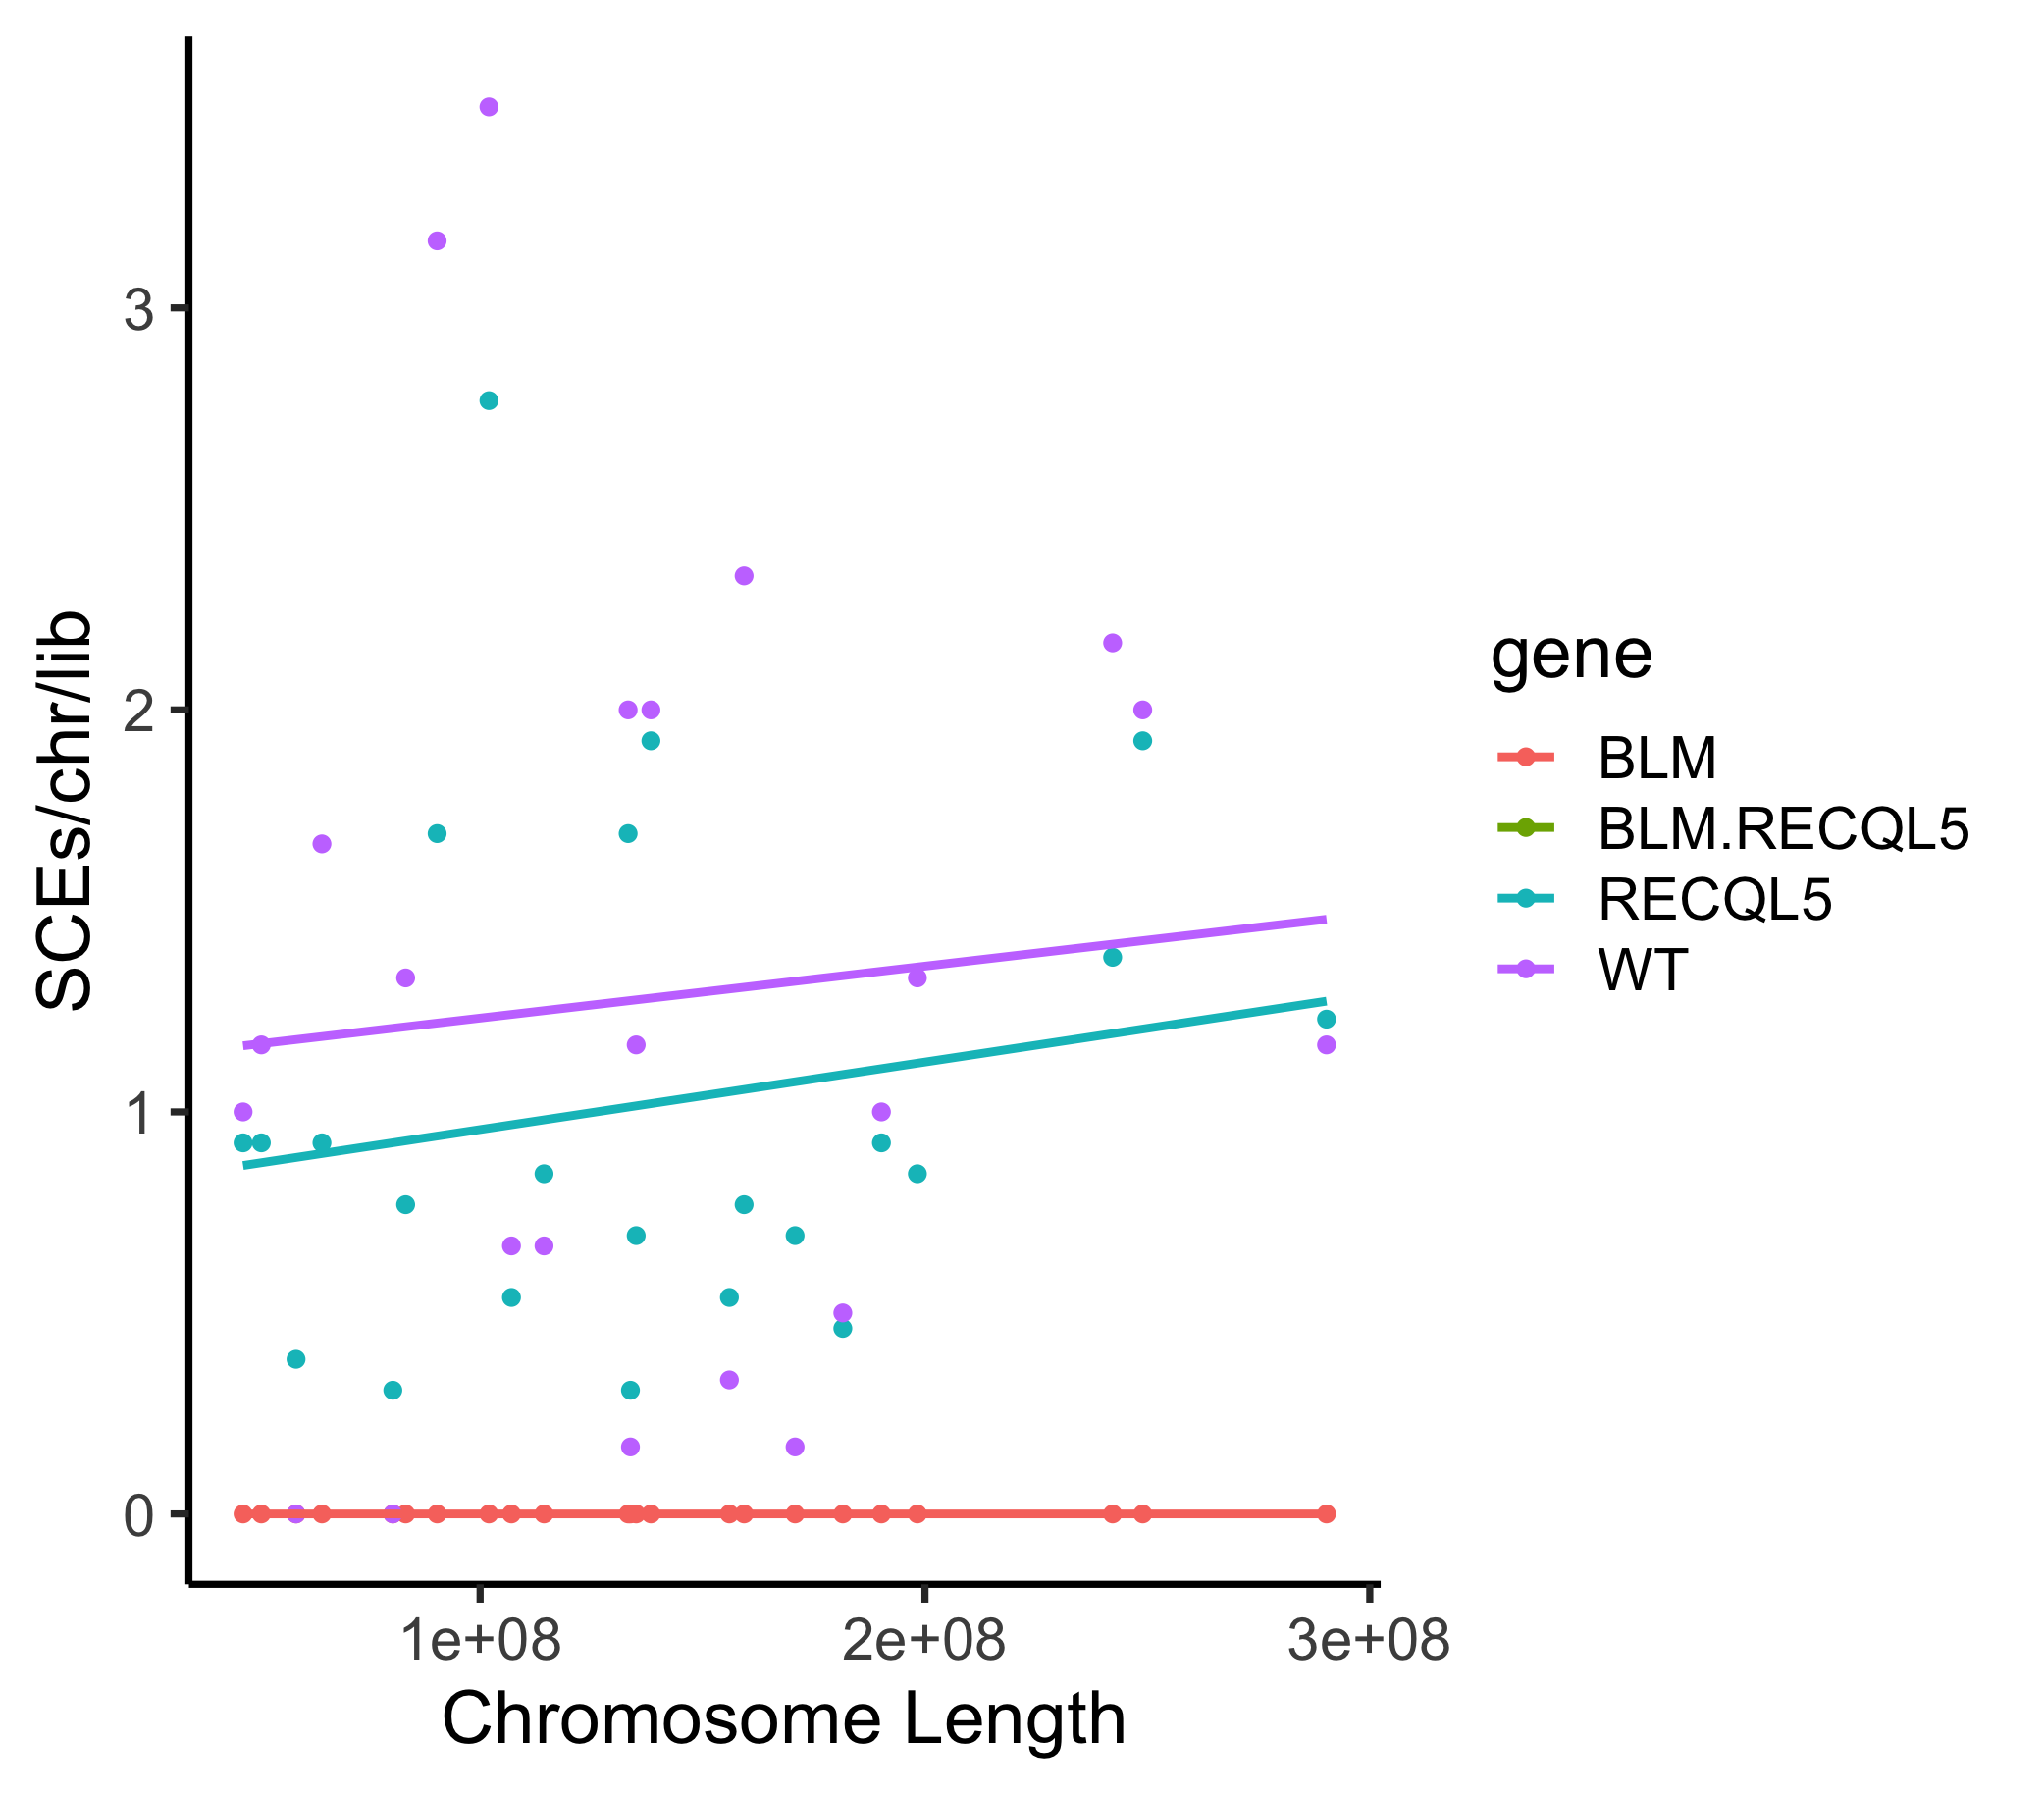 SCEs/chr/lib
3
2
1
0
1e+08 2e+08 3e+08
Chromosome Length
gene
BLM
BLM.RECQL5
RECQL5
WT